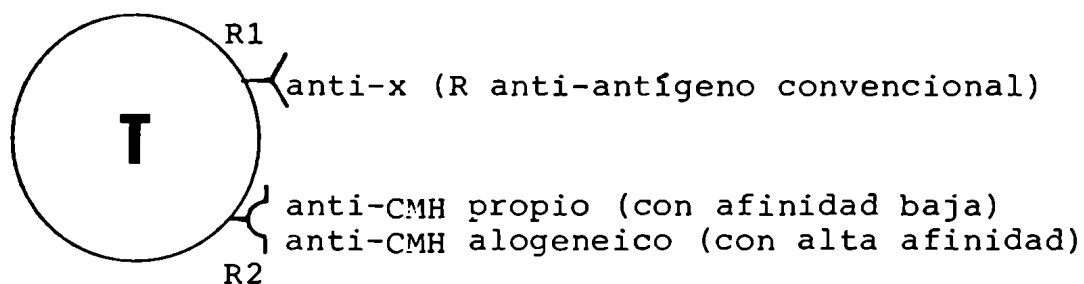 R1
anti-x (R anti-antígeno convencional)
T
anti-CMH propio (con afinidad baja)
anti-CMH alogeneico (con alta afinidad)
R2